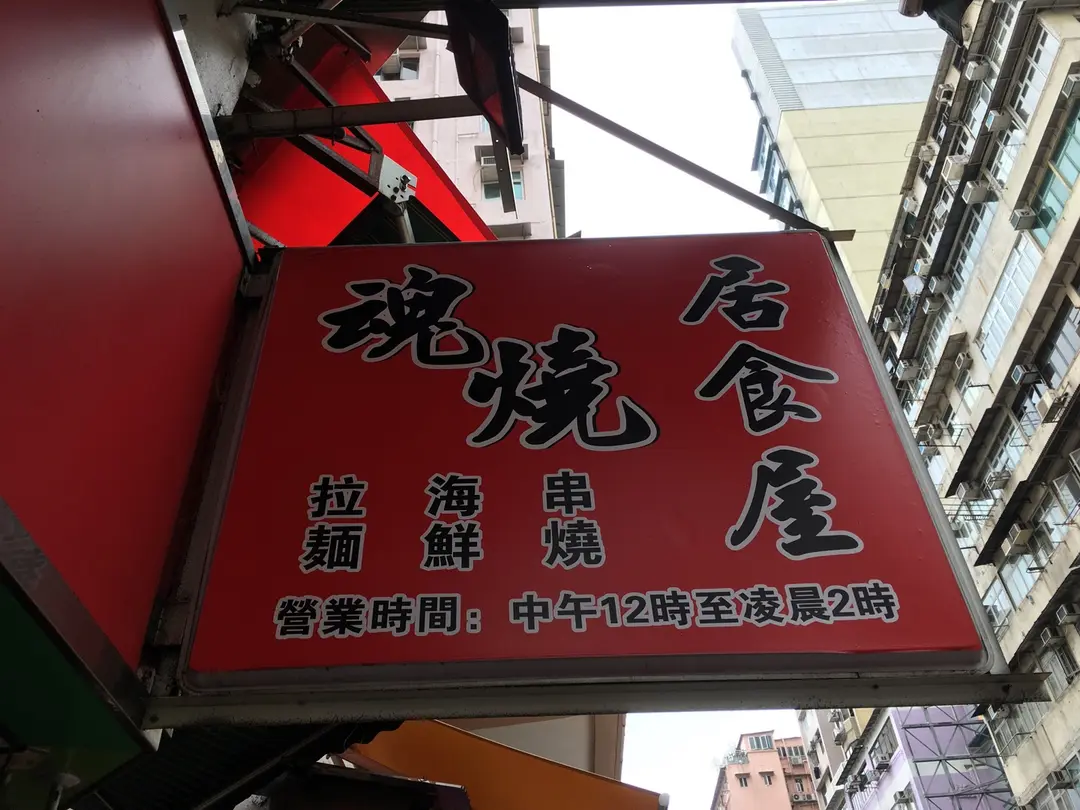 魂燒
居食屋
串燒
海鮮
拉麵
營業時間：中午12時至凌晨2時